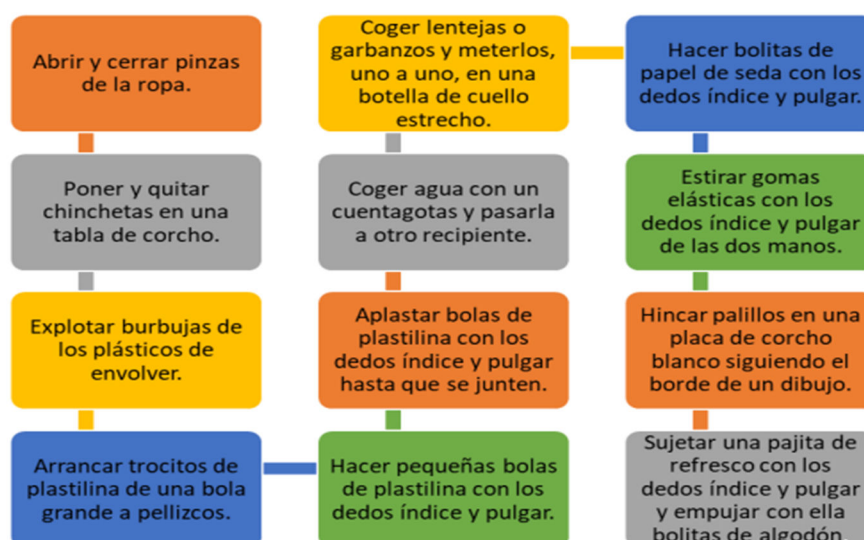 Abrir y cerrar pinzas
de la ropa.
Poner y quitar
chinchetas en una
tabla de corcho.
Explotar burbujas de
los plásticos de
envolver.
Arrancar trocitos de
plastilina de una bola
grande a pellizcos.
Hacer pequeñas bolas
de plastilina con los
dedos índice y pulgar.
Aplastar bolas de
plastilina con los
dedos índice y pulgar
hasta que se junten.
Coger agua con un
cuentagotas y pasarla
a otro recipiente.
Coger lentejas o
garbanzos y meterlos,
uno a uno, en una
botella de cuello
estrecho.
Hacer bolitas de
papel de seda con los
dedos índice y pulgar.
Estirar gomas
elásticas con los
dedos índice y pulgar
de las dos manos.
Hincar palillos en una
placa de corcho
blanco siguiendo el
borde de un dibujo.
Sujetar una pajita de
refresco con los
dedos índice y pulgar
y empujar con ella
bolitas de algodón.